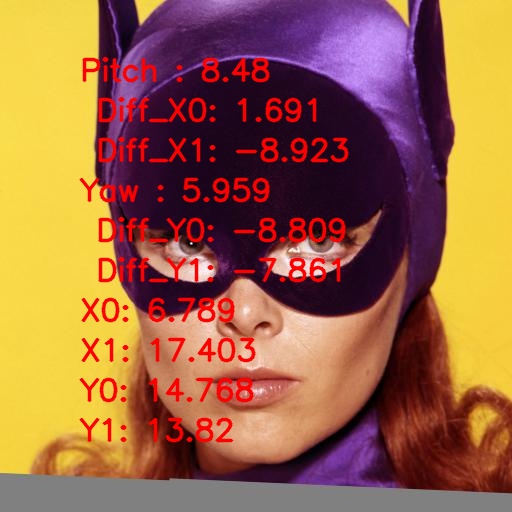 Pitch : 8.48
Diff_X0: 1.691
Diff_X1: -8.923
Yaw : 5.959
Diff_Y0: -8.809
Diff_Y1: -7.861
X0: 6.789
X1: 17.403
Y0: 14.768
Y1: 13.82